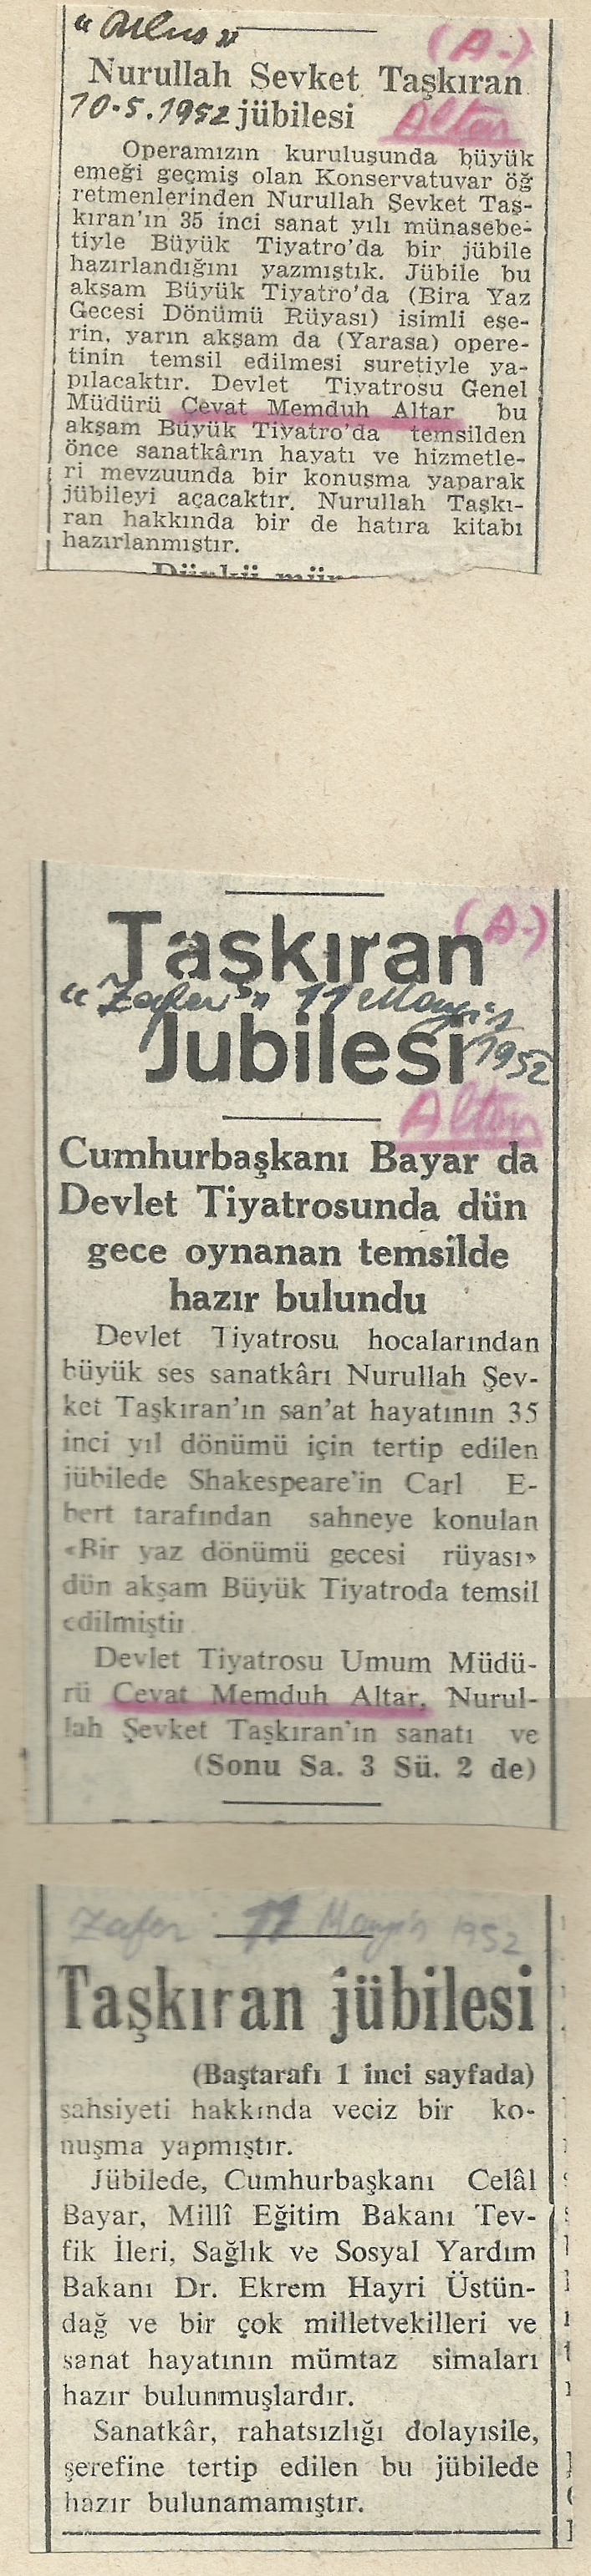 "Ulus"
(A.)
Nurullah Sevket Taşkıran
10.5.1952 jübilesi
Altar
Operamızın kuruluşunda büyük
emeği geçmiş olan Konservatuvar öğ
retmenlerinden Nurullah Şevket Taş-
kıran'ın 35 inci sanat yılı münasebe-
tiyle Büyük Tiyatro'da bir jübile
hazırlandığını yazmıştık. Jübile bu
akşam Büyük Tiyatro'da (Bira Yaz
Gecesi Dönümü Rüyası) isimli ese-
rin, yarın akşam da (Yarasa) opere-
tinin temsil edilmesi suretiyle ya-
pılacaktır. Devlet Tiyatrosu Genel
Müdürü Cevat Memduh Altar bu
akşam Büyük Tiyatro'da temsilden
önce sanatkârın hayatı ve hizmetle-
ri mevzuunda bir konuşma yaparak
jübileyi açacaktır. Nurullah Taşkı-
ran hakkında bir de hatıra kitabı
hazırlanmıştır.
(A.)
Taşkıran
"Zafer" 11 Mayıs
1952
Jubilesi
Altar
Cumhurbaşkanı Bayar da
Devlet Tiyatrosunda dün
gece oynanan temsilde
hazır bulundu
Devlet Tiyatrosu hocalarından
büyük ses sanatkârı Nurullah Şev-
ket Taşkıran'ın san'at hayatının 35
inci yıl dönümü için tertip edilen
jübilede Shakespeare'in Carl E-
bert tarafından sahneye konulan
«Bir yaz dönümü gecesi rüyası»
dün akşam Büyük Tiyatroda temsil
edilmiştir
Devlet Tiyatrosu Umum Müdü-
rü Cevat Memduh Altar, Nurul-
lah Şevket Taşkıran'ın sanatı ve
(Sonu Sa. 3 Sü. 2 de)
Zafer 11 Mayıs 1952
Taşkıran jübilesi
(Baştarafı 1 inci sayfada)
şahsiyeti hakkında veciz bir ko-
nuşma yapmıştır.
Jübilede, Cumhurbaşkanı Celâl
Bayar, Millî Eğitim Bakanı Tev-
fik İleri, Sağlık ve Sosyal Yardım
Bakanı Dr. Ekrem Hayri Üstün-
dağ ve bir çok milletvekilleri ve
sanat hayatının mümtaz simaları
hazır bulunmuşlardır.
Sanatkâr, rahatsızlığı dolayısile,
şerefine tertip edilen bu jübilede
hazır bulunamamıştır.